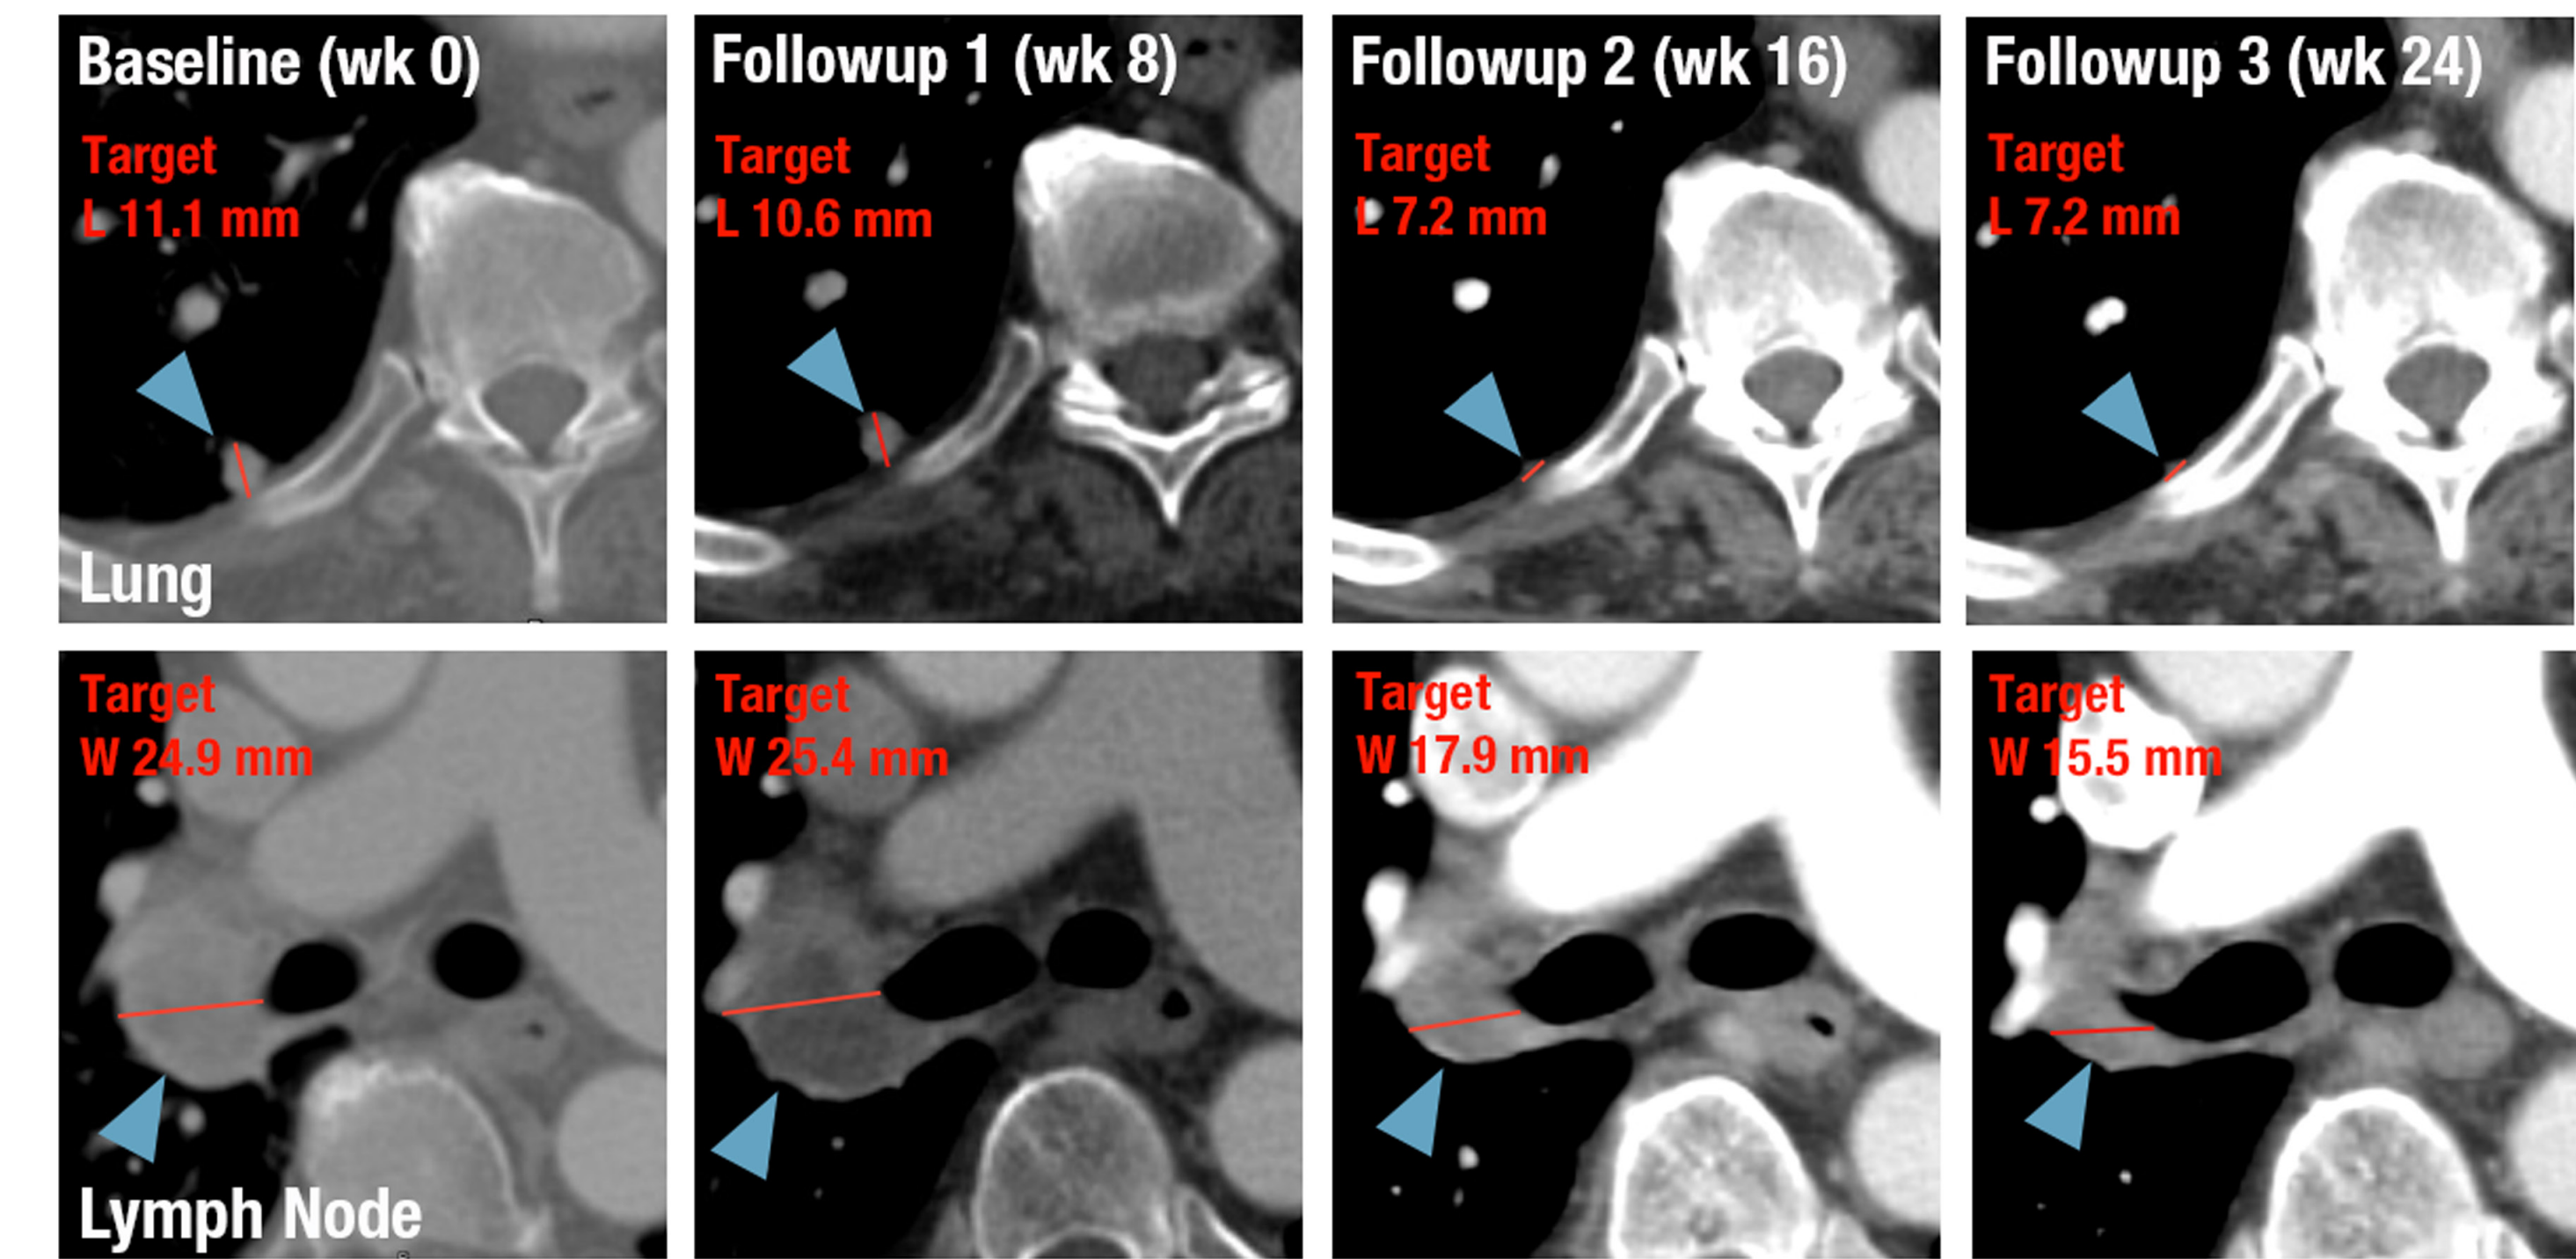 Baseline (wk 0)
Target
L 11.1 mm
Lung
Followup 1 (wk 8)
Target
L 10.6 mm
Followup 2 (wk 16)
Target
L 7.2 mm
Followup 3 (wk 24)
Target
L 7.2 mm
Target
W 24.9 mm
Lymph Node
Target
W 25.4 mm
Target
W 17.9 mm
Target
W 15.5 mm